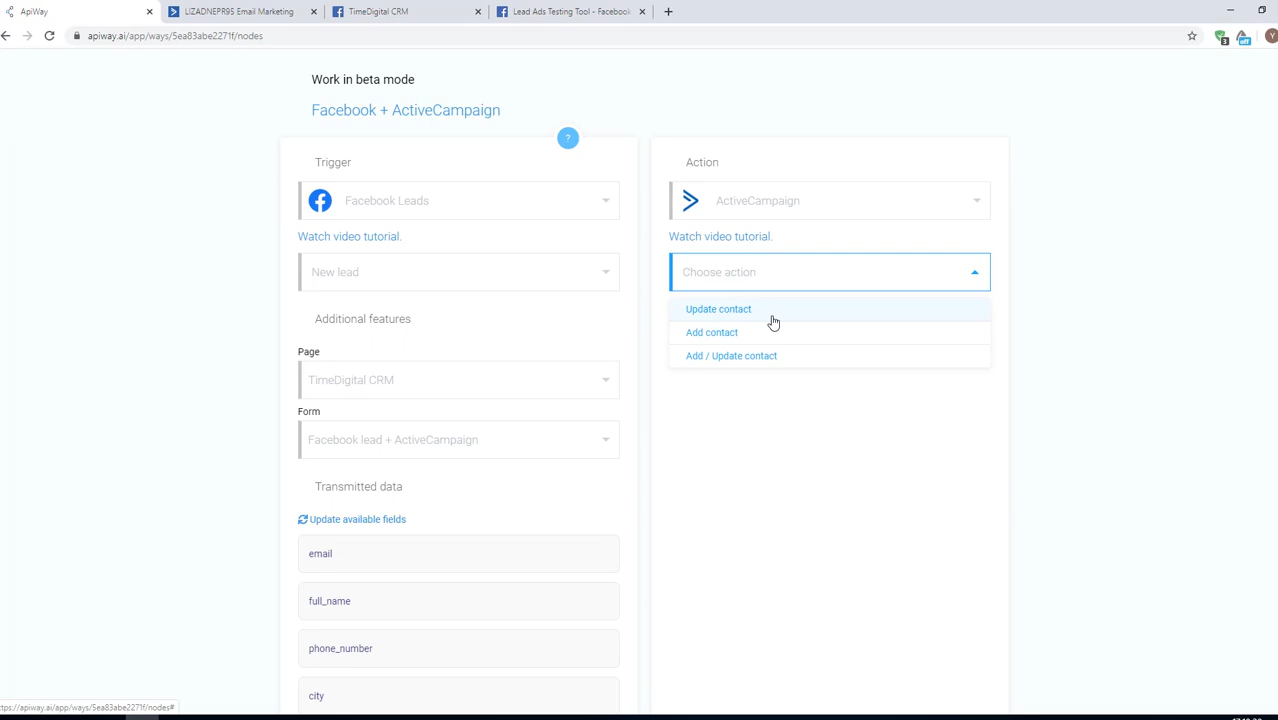 ApiWay
LIZADNEPR95 Email Marketing
TimeDigital CRM
Lead Ads Testing Tool - Facebook
apiway.ai/app/ways/5ea83abe2271f/nodes
3
off
Y
Work in beta mode
Facebook + ActiveCampaign
?
Trigger
Facebook Leads
Watch video tutorial.
New lead
Additional features
Page
TimeDigital CRM
Form
Facebook lead + ActiveCampaign
Transmitted data
Update available fields
email
full_name
phone_number
city
Action
ActiveCampaign
Watch video tutorial.
Choose action
Update contact
Add contact
Add / Update contact
ttps://apiway.ai/app/ways/5ea83abe2271f/nodes#